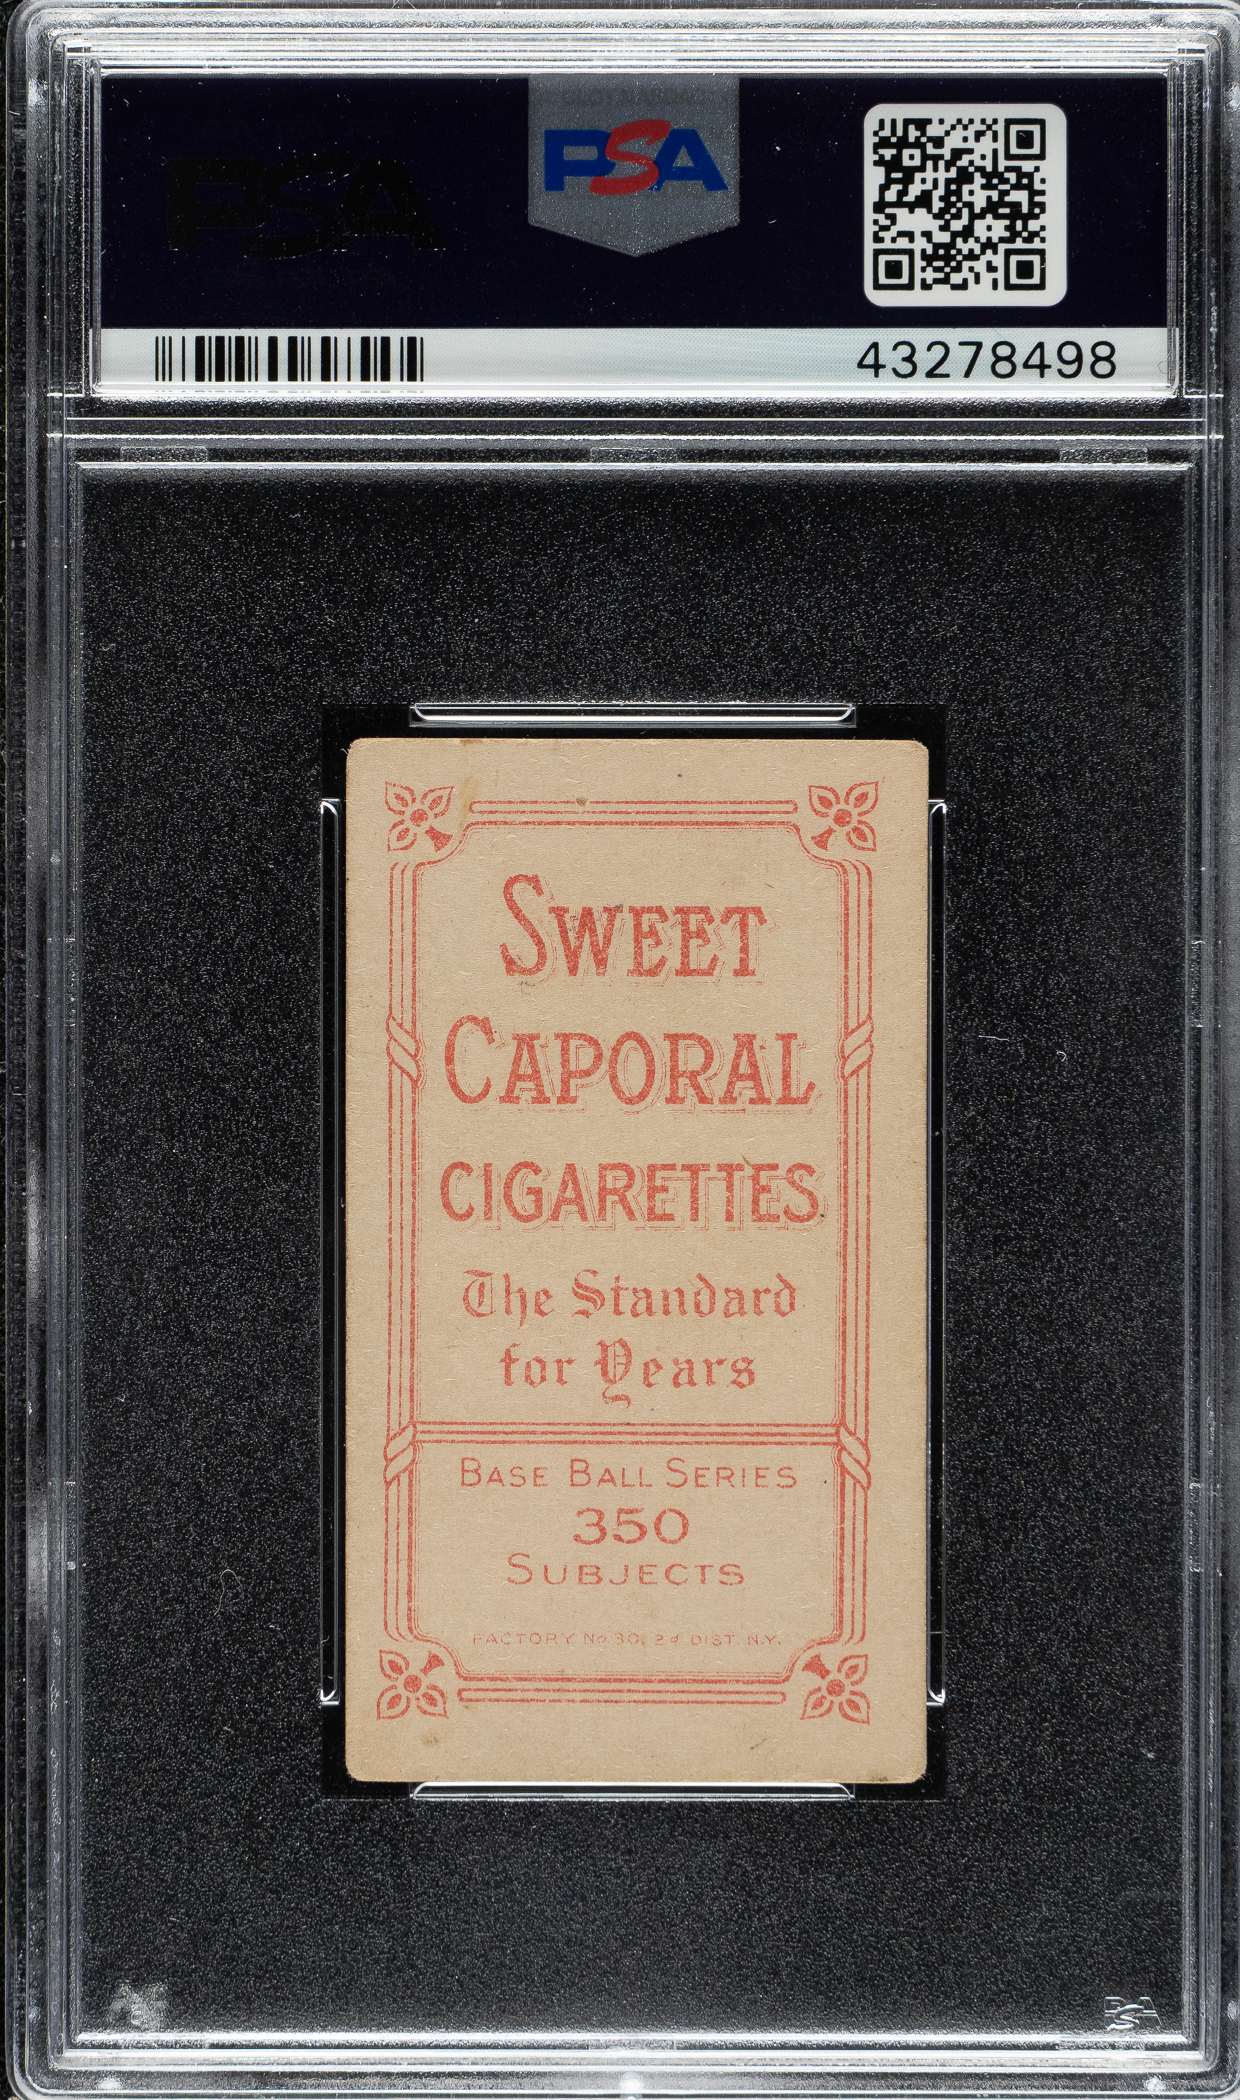 PSA
43278498
SWEET
CAPORAL
CIGARETTES
The Standard
for Years
BASE BALL SERIES
350
SUBJECTS
FACTORY No 30, 2d DIST. N.Y.
PSA